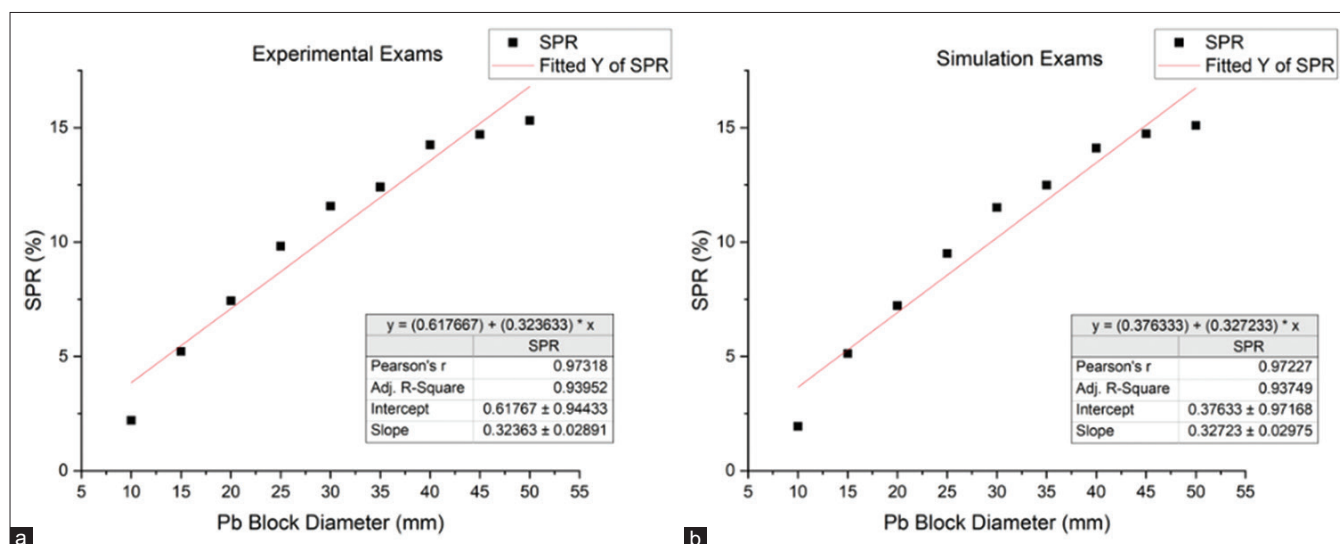 Experimental Exams
SPR
Fitted Y of SPR
SPR (%)
15
10
5
0
y = (0.617667) + (0.323633) * x
SPR
Pearson's r 0.97318
Adj. R-Square 0.93952
Intercept 0.61767 ± 0.94433
Slope 0.32363 ± 0.02891
5 10 15 20 25 30 35 40 45 50 55
Pb Block Diameter (mm)
a
Simulation Exams
SPR
Fitted Y of SPR
SPR (%)
15
10
5
0
y = (0.376333) + (0.327233) * x
SPR
Pearson's r 0.97227
Adj. R-Square 0.93749
Intercept 0.37633 ± 0.97168
Slope 0.32723 ± 0.02975
5 10 15 20 25 30 35 40 45 50 55
Pb Block Diameter (mm)
b